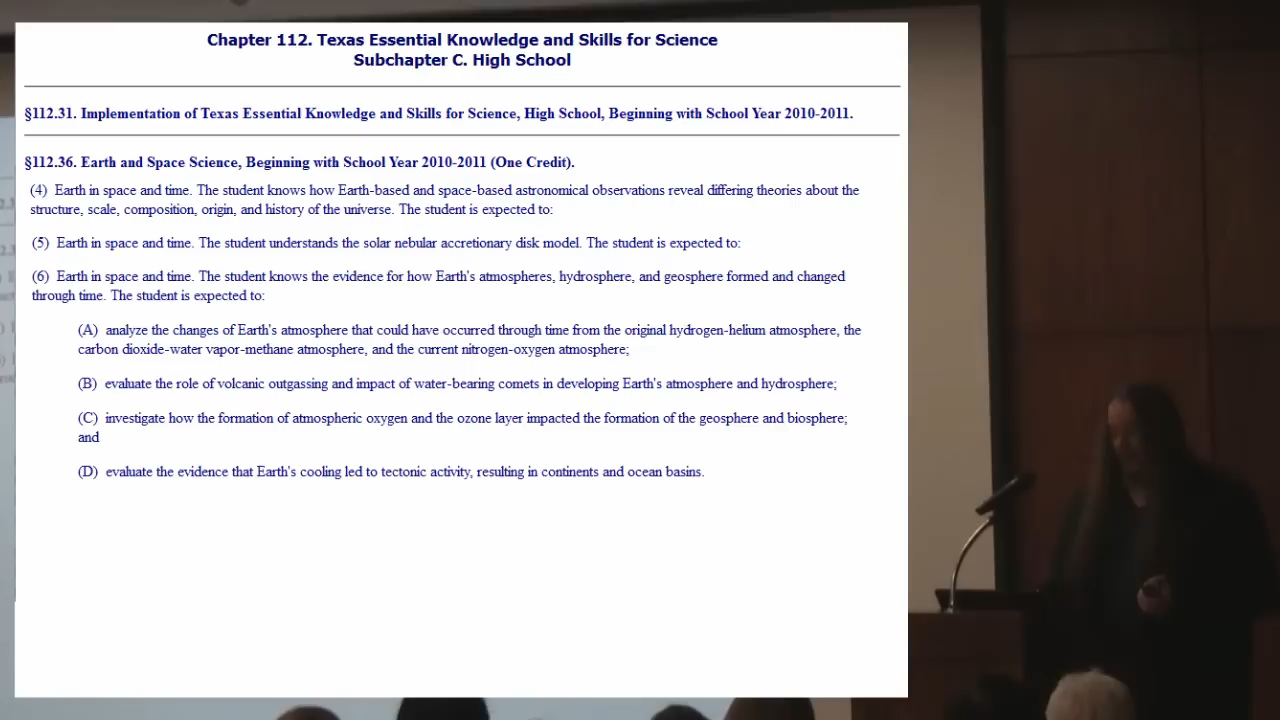 Chapter 112. Texas Essential Knowledge and Skills for Science
Subchapter C. High School
§112.31. Implementation of Texas Essential Knowledge and Skills for Science, High School, Beginning with School Year 2010-2011.
§112.36. Earth and Space Science, Beginning with School Year 2010-2011 (One Credit).
(4) Earth in space and time. The student knows how Earth-based and space-based astronomical observations reveal differing theories about the
structure, scale, composition, origin, and history of the universe. The student is expected to:
(5) Earth in space and time. The student understands the solar nebular accretionary disk model. The student is expected to:
(6) Earth in space and time. The student knows the evidence for how Earth's atmospheres, hydrosphere, and geosphere formed and changed
through time. The student is expected to:
(A) analyze the changes of Earth's atmosphere that could have occurred through time from the original hydrogen-helium atmosphere, the
carbon dioxide-water vapor-methane atmosphere, and the current nitrogen-oxygen atmosphere;
(B) evaluate the role of volcanic outgassing and impact of water-bearing comets in developing Earth's atmosphere and hydrosphere;
(C) investigate how the formation of atmospheric oxygen and the ozone layer impacted the formation of the geosphere and biosphere;
and
(D) evaluate the evidence that Earth's cooling led to tectonic activity, resulting in continents and ocean basins.